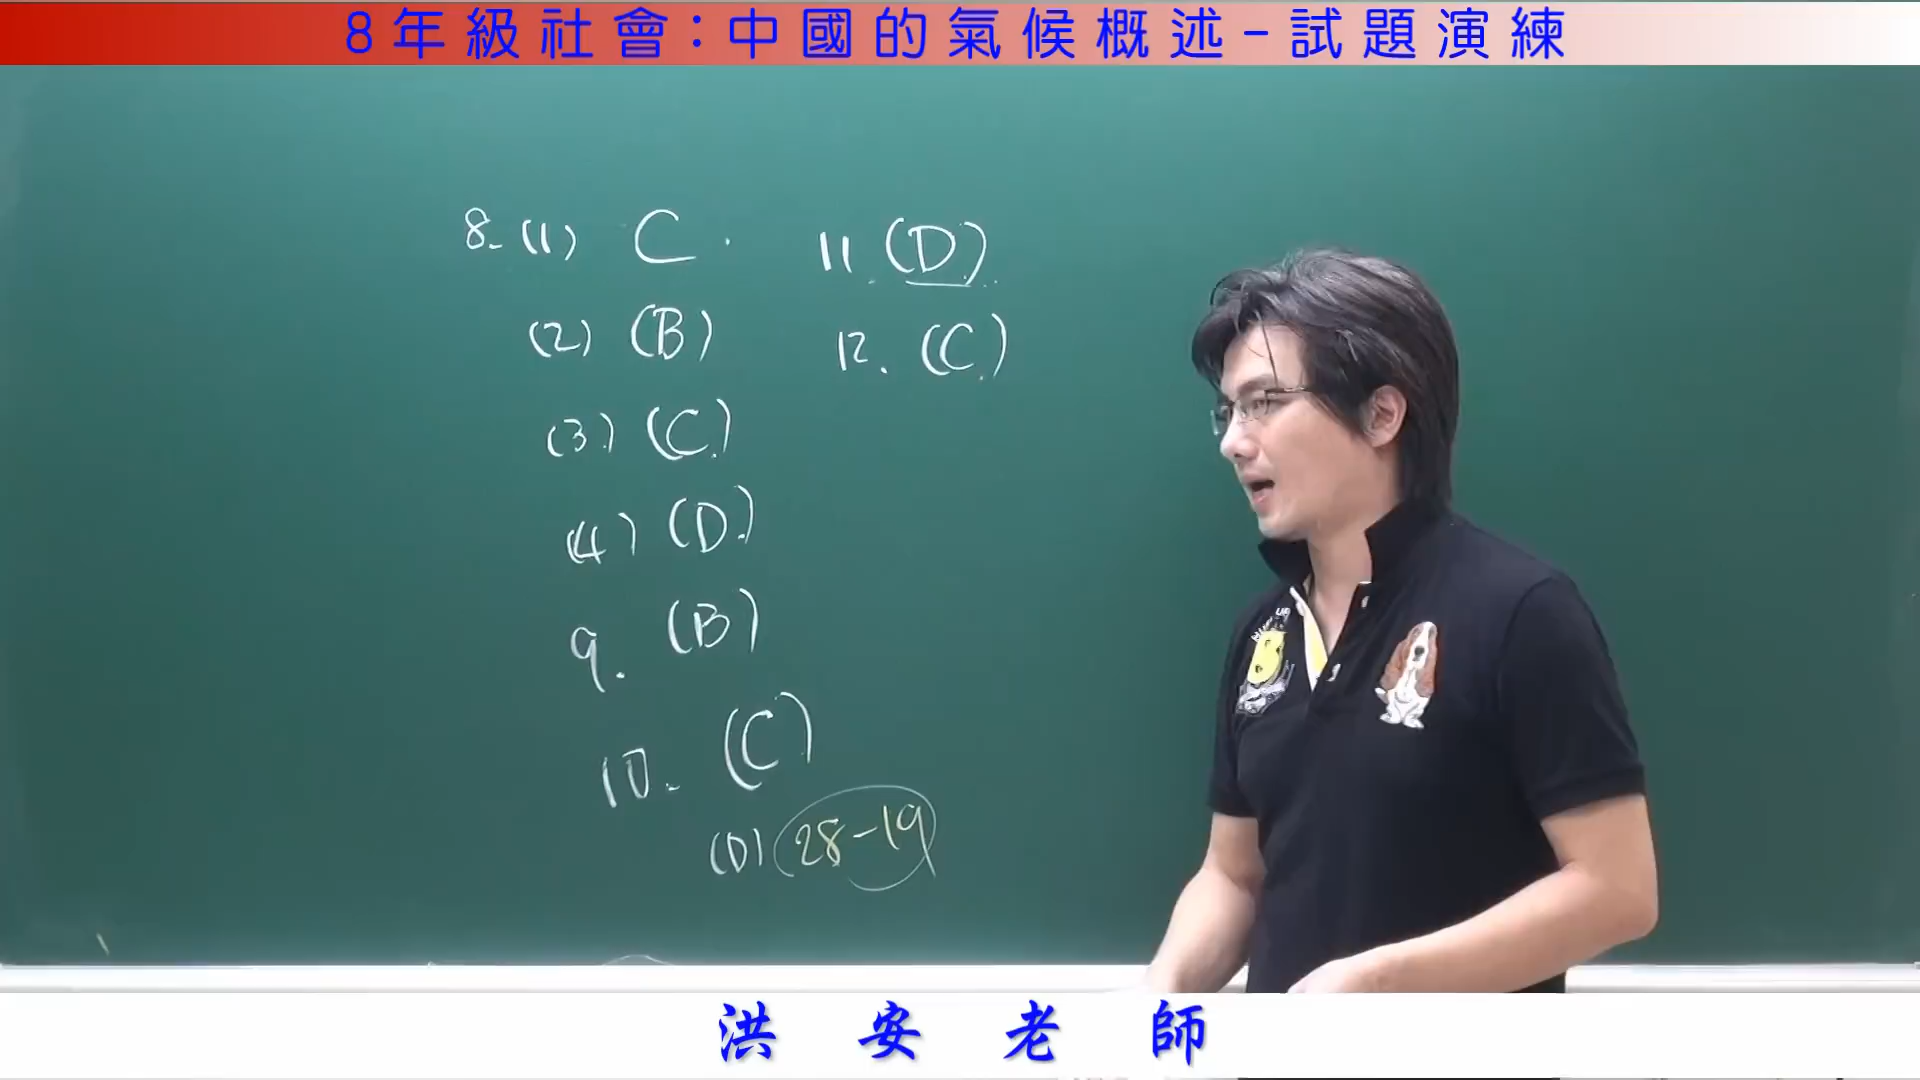 8年級社會:中國的氣候概述-試題演練
8. (1) C.
(2) (B)
(3) (C)
(4) (D)
9. (B)
10. (C)
(D) 28-19
11. (D)
12. (C)
洪安老師